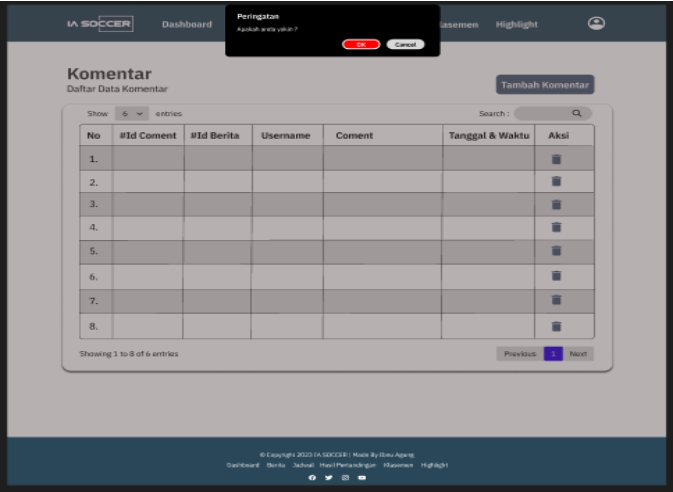 IA SOCCER Dashboard lasemen Highlight
Peringatan
Apakah anda yakin ?
OK Cancel
Komentar
Daftar Data Komentar
Tambah Komentar
Show 6 entries
Search :
No #Id Coment #Id Berita Username Coment Tanggal & Waktu Aksi
1.
2.
3.
4.
5.
6.
7.
8.
Showing 1 to 8 of 6 entries
Previous 1 Next
© Copyright 2023 IA SOCCER | Made By Ibnu Agung
Dashboard Berita Jadwal Hasil Pertandingan Klasemen Highlight